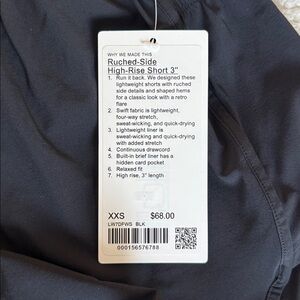 WHY WE MADE THIS
Ruched-Side
High-Rise Short 3"
1. Run it back. We designed these
lightweight shorts with ruched
side details and shaped hems
for a classic look with a retro
flare
2. Swift fabric is lightweight,
four-way stretch,
sweat-wicking, and quick-drying
3. Lightweight liner is
sweat-wicking and quick-drying
with added stretch
4. Continuous drawcord
5. Built-in brief liner has a
hidden card pocket
6. Relaxed fit
7. High rise, 3" length
XXS $68.00
LW7DFWS BLK
000156576788